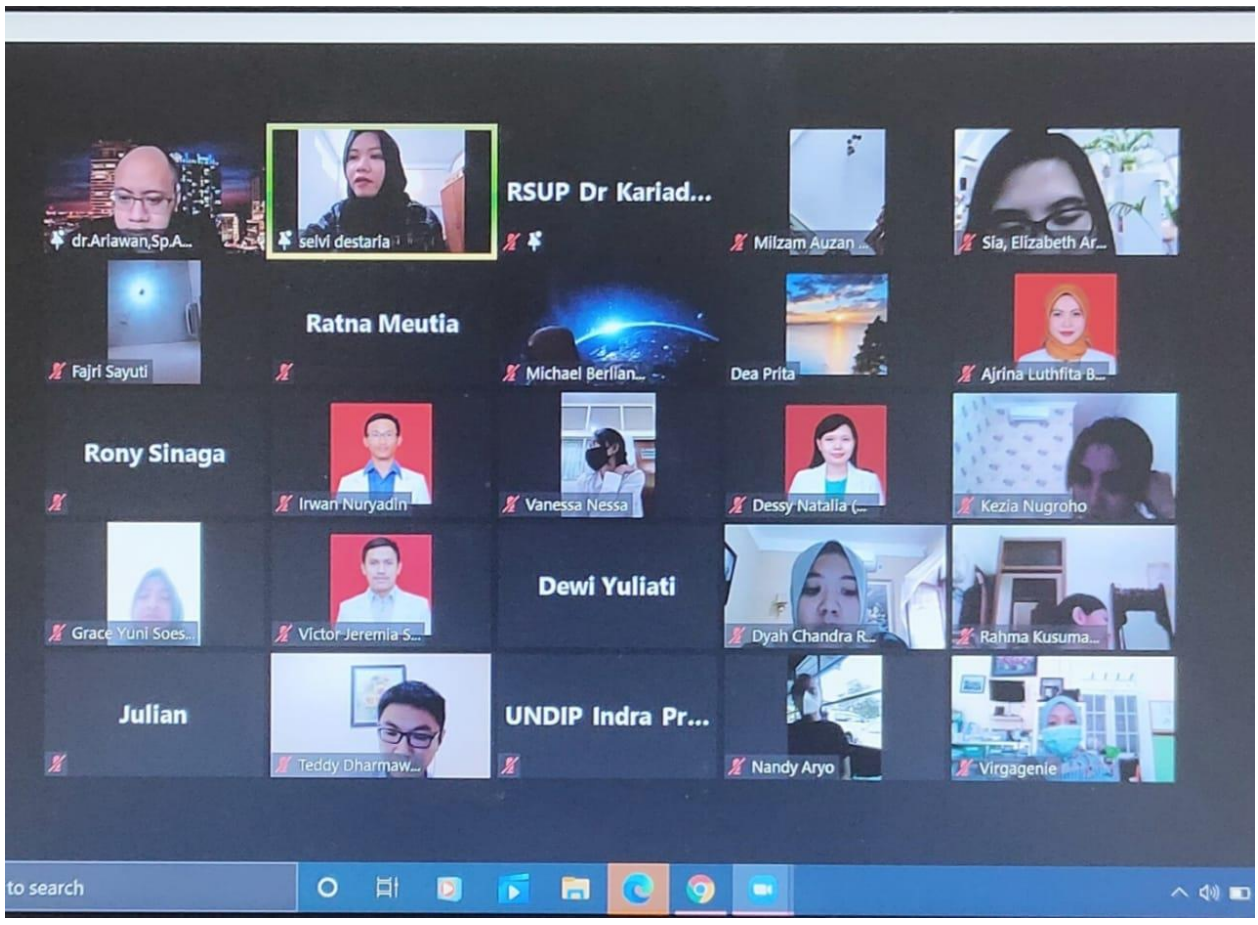 RSUP Dr Kariad...
dr.Ariawan,Sp.A...
selvi destaria
Milzam Auzan ...
Sia, Elizabeth Ar...
Ratna Meutia
Fajri Sayuti
Michael Berlian...
Dea Prita
Ajrina Luthfita B...
Rony Sinaga
Irwan Nuryadin
Vanessa Nessa
Dessy Natalia (...
Kezia Nugroho
Dewi Yuliati
Grace Yuni Soes...
Victor Jeremia S...
Dyah Chandra R...
Rahma Kusuma...
Julian
UNDIP Indra Pr...
Teddy Dharmaw...
Nandy Aryo
Virgagenie
to search